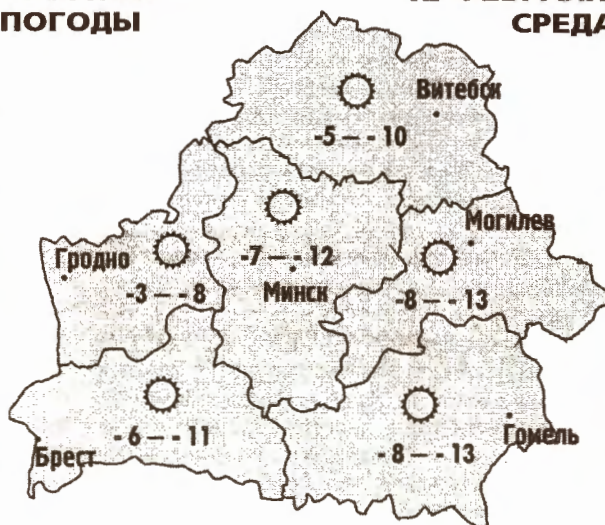 ПОГОДЫ
СРЕДА
Витебск
-5 – - 10
Могилев
Гродно
-7 – - 12
Минск
-3 – - 8
-8 – - 13
- 6 – - 11
Брест
Гомель
- 8 – - 13